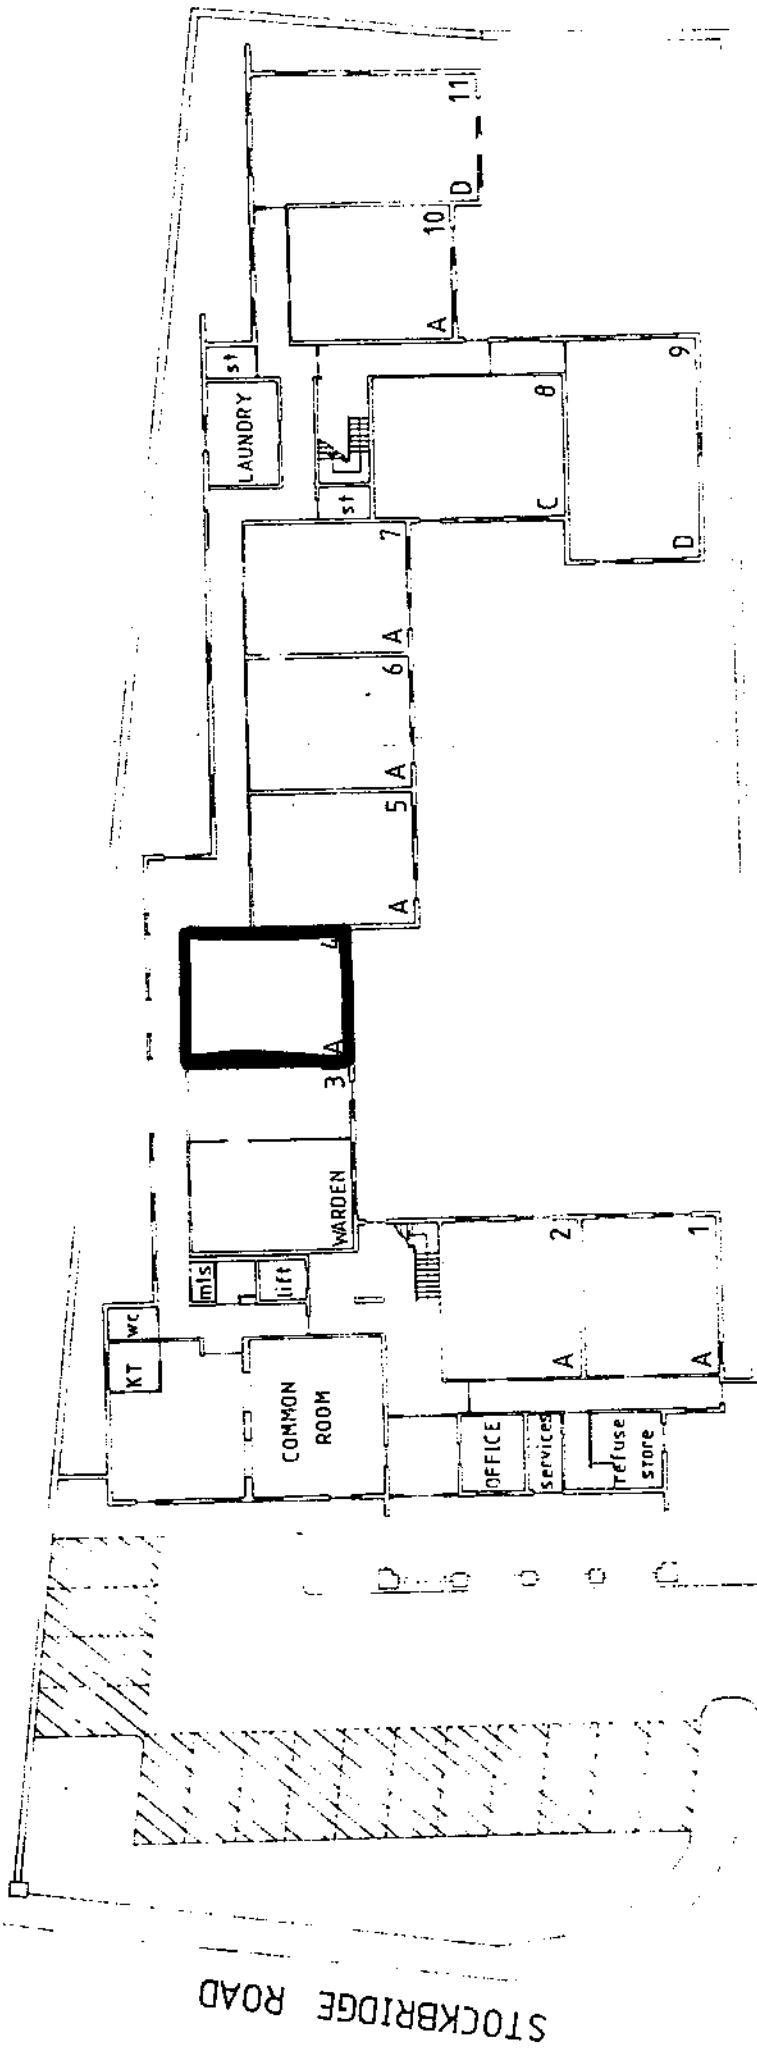 11
D
10
A
st
LAUNDRY
9
8
C
D
st
7
A
6
A
5
A
4
A
3
WARDEN
mts
lift
WC
KT
COMMON
ROOM
2
A
1
A
OFFICE
services
refuse
store
STOCKBRIDGE ROAD